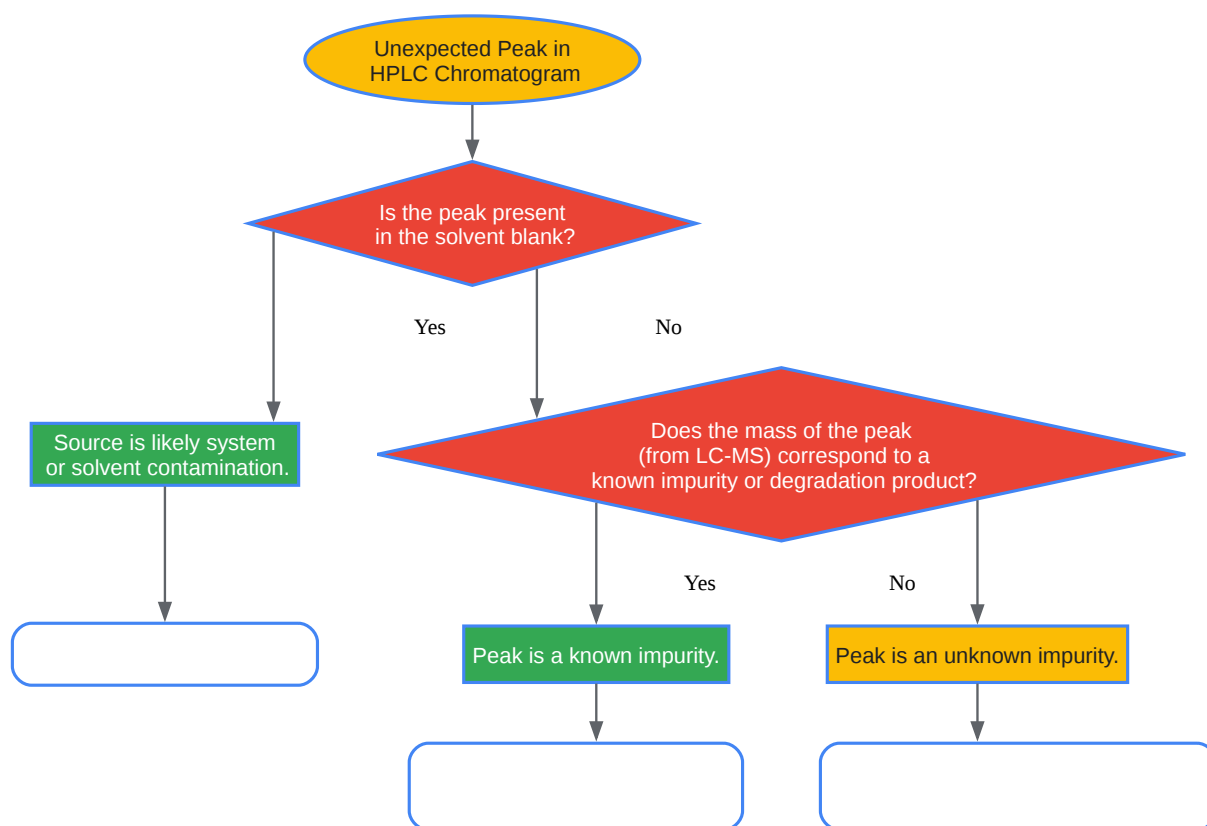 Unexpected Peak in
HPLC Chromatogram
Is the peak present
in the solvent blank?
Yes
No
Source is likely system
or solvent contamination.
Does the mass of the peak
(from LC-MS) correspond to a
known impurity or degradation product?
Yes
No
Peak is a known impurity.
Peak is an unknown impurity.